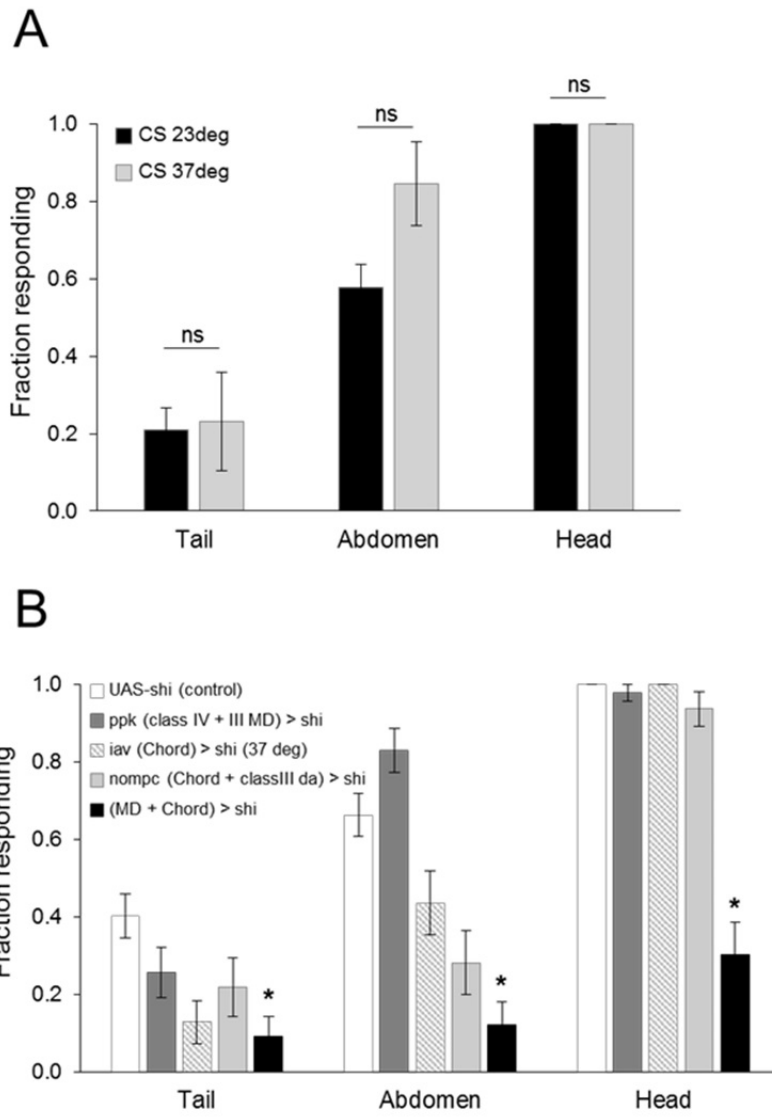 A
ns
ns
ns
1.0
CS 23deg
CS 37deg
0.8
0.6
0.4
0.2
0.0
Fraction responding
Tail Abdomen Head
B
1.0
UAS-shi (control)
ppk (class IV + III MD) > shi
iav (Chord) > shi (37 deg)
nompc (Chord + classIII da) > shi
(MD + Chord) > shi
0.8
0.6
0.4
0.2
0.0
Fraction responding
*
*
*
Tail Abdomen Head